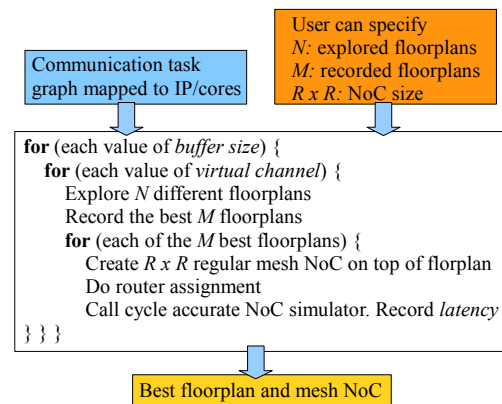 Communication task
graph mapped to IP/cores
User can specify
N: explored floorplans
M: recorded floorplans
R x R: NoC size
for (each value of buffer size) {
for (each value of virtual channel) {
Explore N different floorplans
Record the best M floorplans
for (each of the M best floorplans) {
Create R x R regular mesh NoC on top of florplan
Do router assignment
Call cycle accurate NoC simulator. Record latency
} } }
Best floorplan and mesh NoC